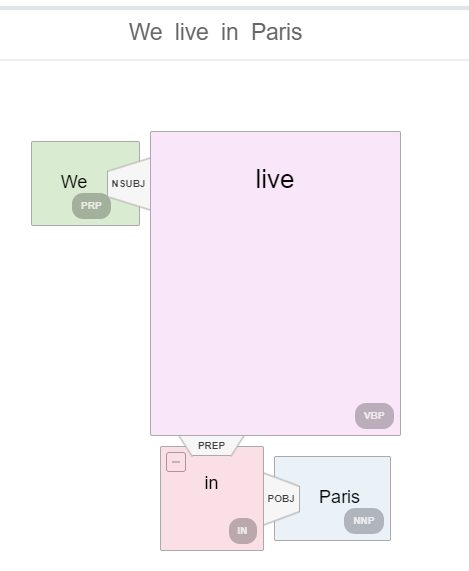 We live in Paris
live
We
NSUBJ
PRP
VBP
PREP
in
POBJ
Paris
IN
NNP